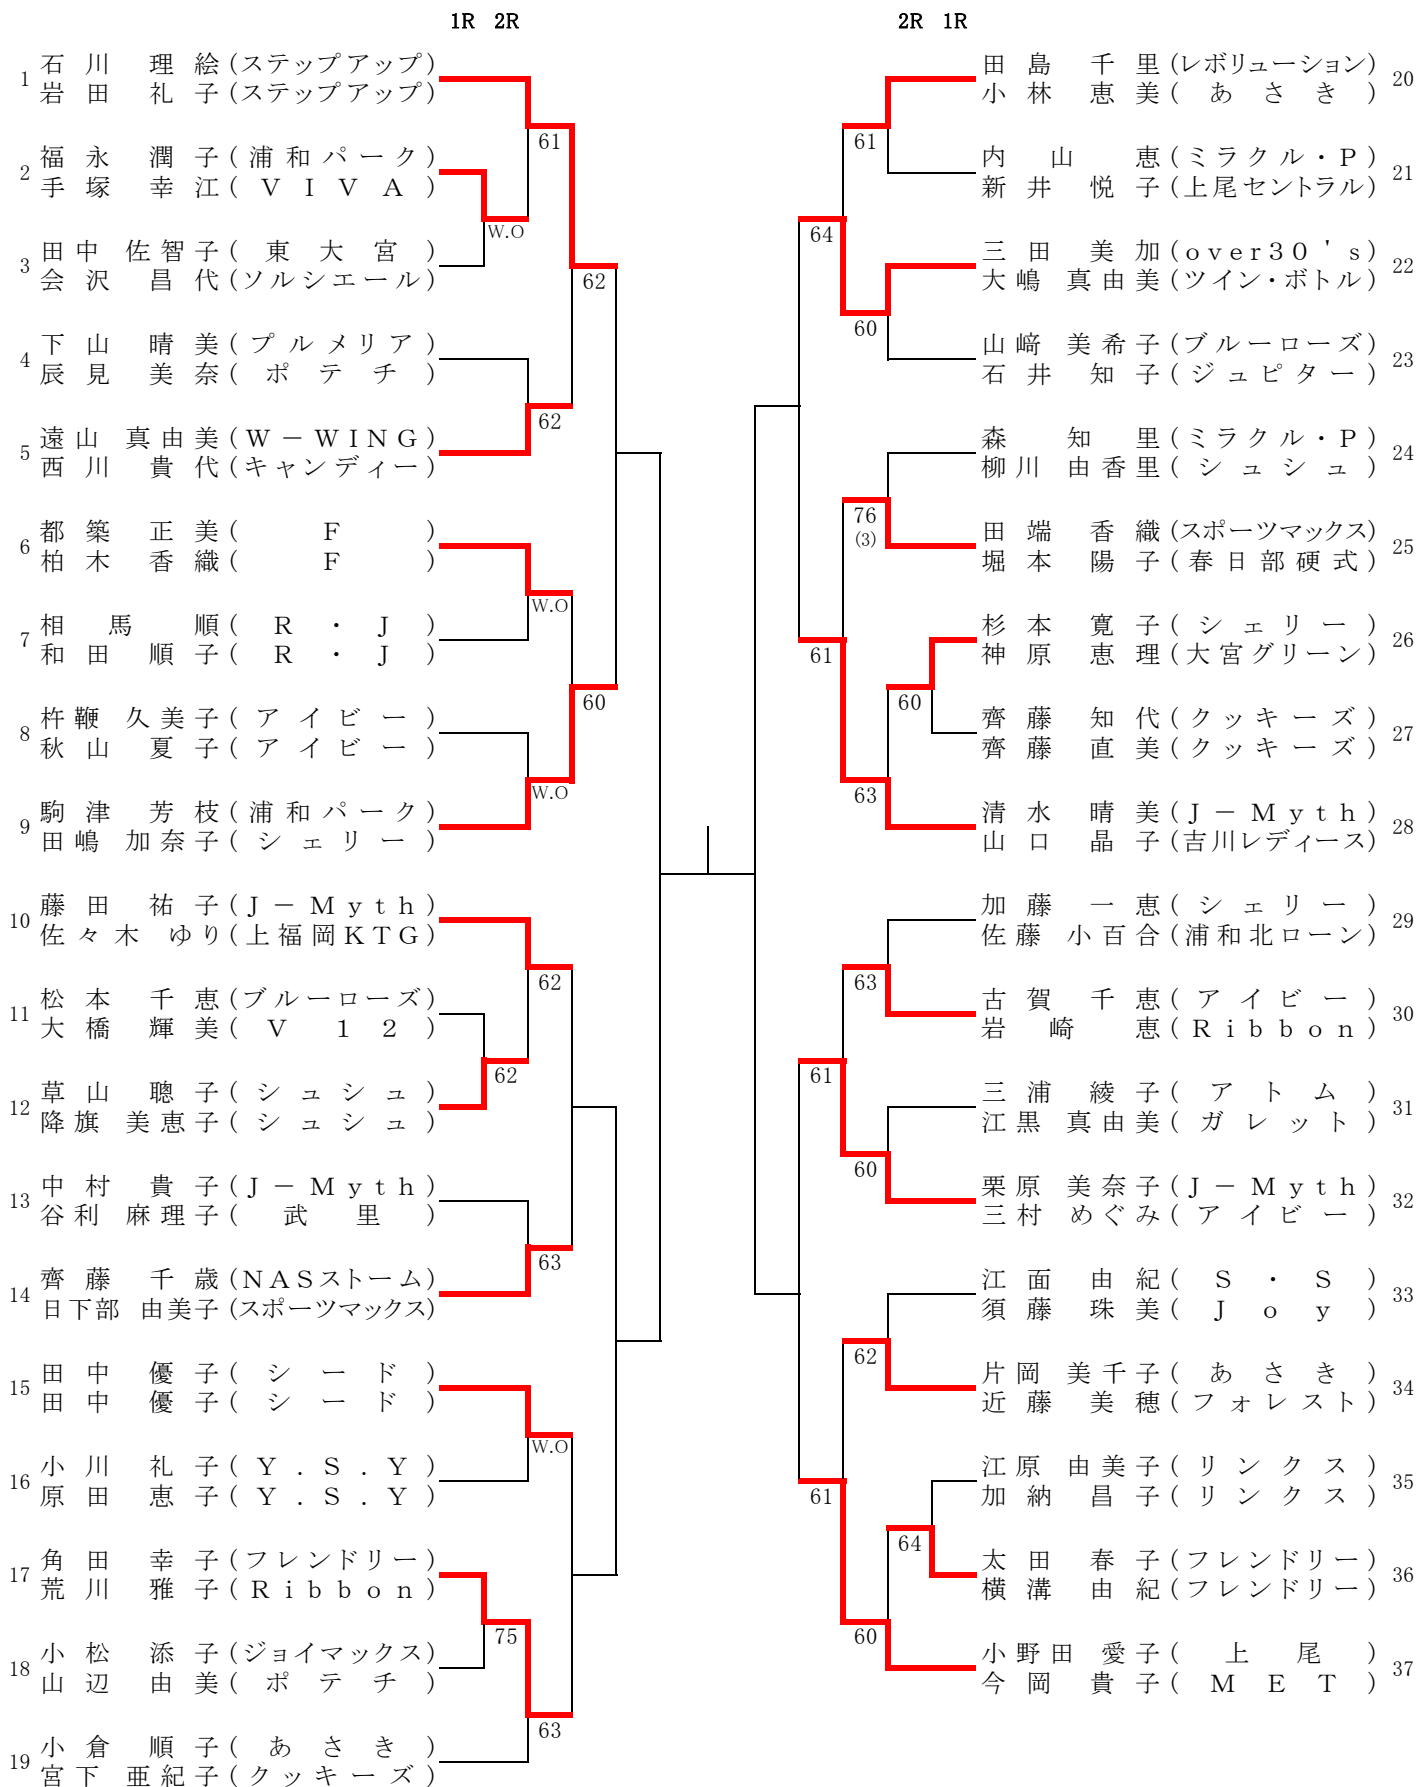 1R 2R
1
石川 理絵(ステップアップ)
岩田 礼子(ステップアップ)
61
2
福永 潤子(浦和パーク)
手塚 幸江(VIVA)
W.O
3
田中 佐智子(東大宮)
会沢 昌代(ソルシエール)
62
4
下山 晴美(プルメリア)
辰見 美奈(ポテチ)
62
5
遠山 真由美(W-WING)
西川 貴代(キャンディー)
6
都築 正美(F)
柏木 香織(F)
W.O
7
相馬 順(R・J)
和田 順子(R・J)
60
8
杵鞭 久美子(アイビー)
秋山 夏子(アイビー)
W.O
9
駒津 芳枝(浦和パーク)
田嶋 加奈子(シェリー)
10
藤田 祐子(J-Myth)
佐々木 ゆり(上福岡KTG)
62
11
松本 千恵(ブルーローズ)
大橋 輝美(V12)
62
12
草山 聰子(シュシュ)
降旗 美恵子(シュシュ)
13
中村 貴子(J-Myth)
谷利 麻理子(武里)
63
14
齊藤 千歳(NASストーム)
日下部 由美子(スポーツマックス)
15
田中 優子(シード)
田中 優子(シード)
W.O
16
小川 礼子(Y.S.Y)
原田 恵子(Y.S.Y)
17
角田 幸子(フレンドリー)
荒川 雅子(Ribbon)
75
18
小松 添子(ジョイマックス)
山辺 由美(ポテチ)
63
19
小倉 順子(あさき)
宮下 亜紀子(クッキーズ)
2R 1R
田島 千里(レボリューション)
小林 恵美(あさき)
20
61
内山 恵(ミラクル・P)
新井 悦子(上尾セントラル)
21
64
三田 美加(over30's)
大嶋 真由美(ツイン・ボトル)
22
60
山﨑 美希子(ブルーローズ)
石井 知子(ジュピター)
23
森 知里(ミラクル・P)
柳川 由香里(シュシュ)
24
76
(3)
田端 香織(スポーツマックス)
堀本 陽子(春日部硬式)
25
61
杉本 寛子(シェリー)
神原 恵理(大宮グリーン)
26
60
齊藤 知代(クッキーズ)
齊藤 直美(クッキーズ)
27
63
清水 晴美(J-Myth)
山口 晶子(吉川レディース)
28
加藤 一恵(シェリー)
佐藤 小百合(浦和北ローン)
29
63
古賀 千恵(アイビー)
岩崎 恵(Ribbon)
30
61
三浦 綾子(アトム)
江黒 真由美(ガレット)
31
60
栗原 美奈子(J-Myth)
三村 めぐみ(アイビー)
32
江面 由紀(S・S)
須藤 珠美(Joy)
33
62
片岡 美千子(あさき)
近藤 美穂(フォレスト)
34
61
江原 由美子(リンクス)
加納 昌子(リンクス)
35
64
太田 春子(フレンドリー)
横溝 由紀(フレンドリー)
36
60
小野田 愛子(上尾)
今岡 貴子(MET)
37